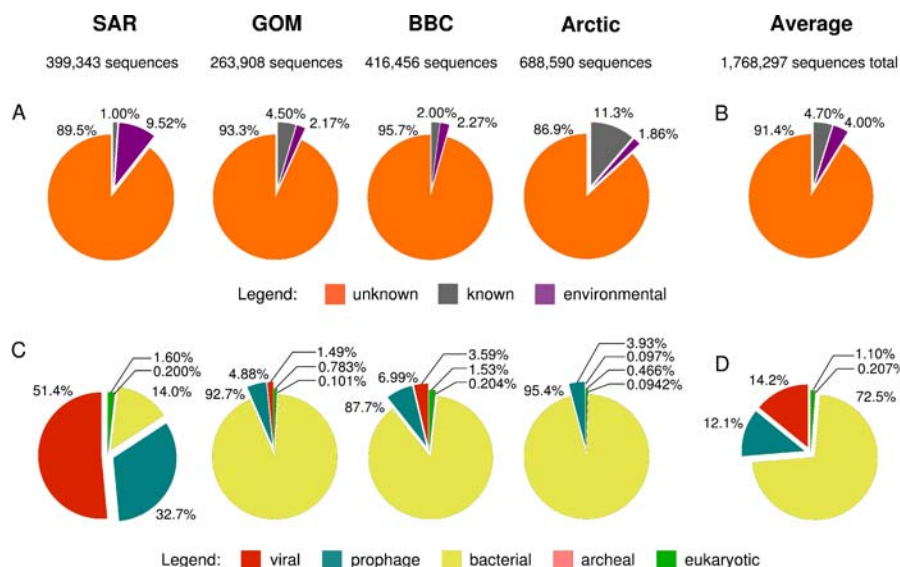 SAR GOM BBC Arctic Average
399,343 sequences 263,908 sequences 416,456 sequences 688,590 sequences 1,768,297 sequences total
A B
1.00% 9.52% 89.5%
4.50% 2.17% 93.3%
2.00% 2.27% 95.7%
11.3% 1.86% 86.9%
4.70% 4.00% 91.4%
Legend: unknown known environmental
C D
1.60%
0.200%
51.4% 14.0%
32.7%
1.49%
4.88% 0.783%
92.7% 0.101%
3.59%
6.99% 1.53%
87.7% 0.204%
3.93%
0.097%
95.4% 0.466%
0.0942%
1.10%
14.2% 0.207%
72.5%
12.1%
Legend: viral prophage bacterial archeal eukaryotic